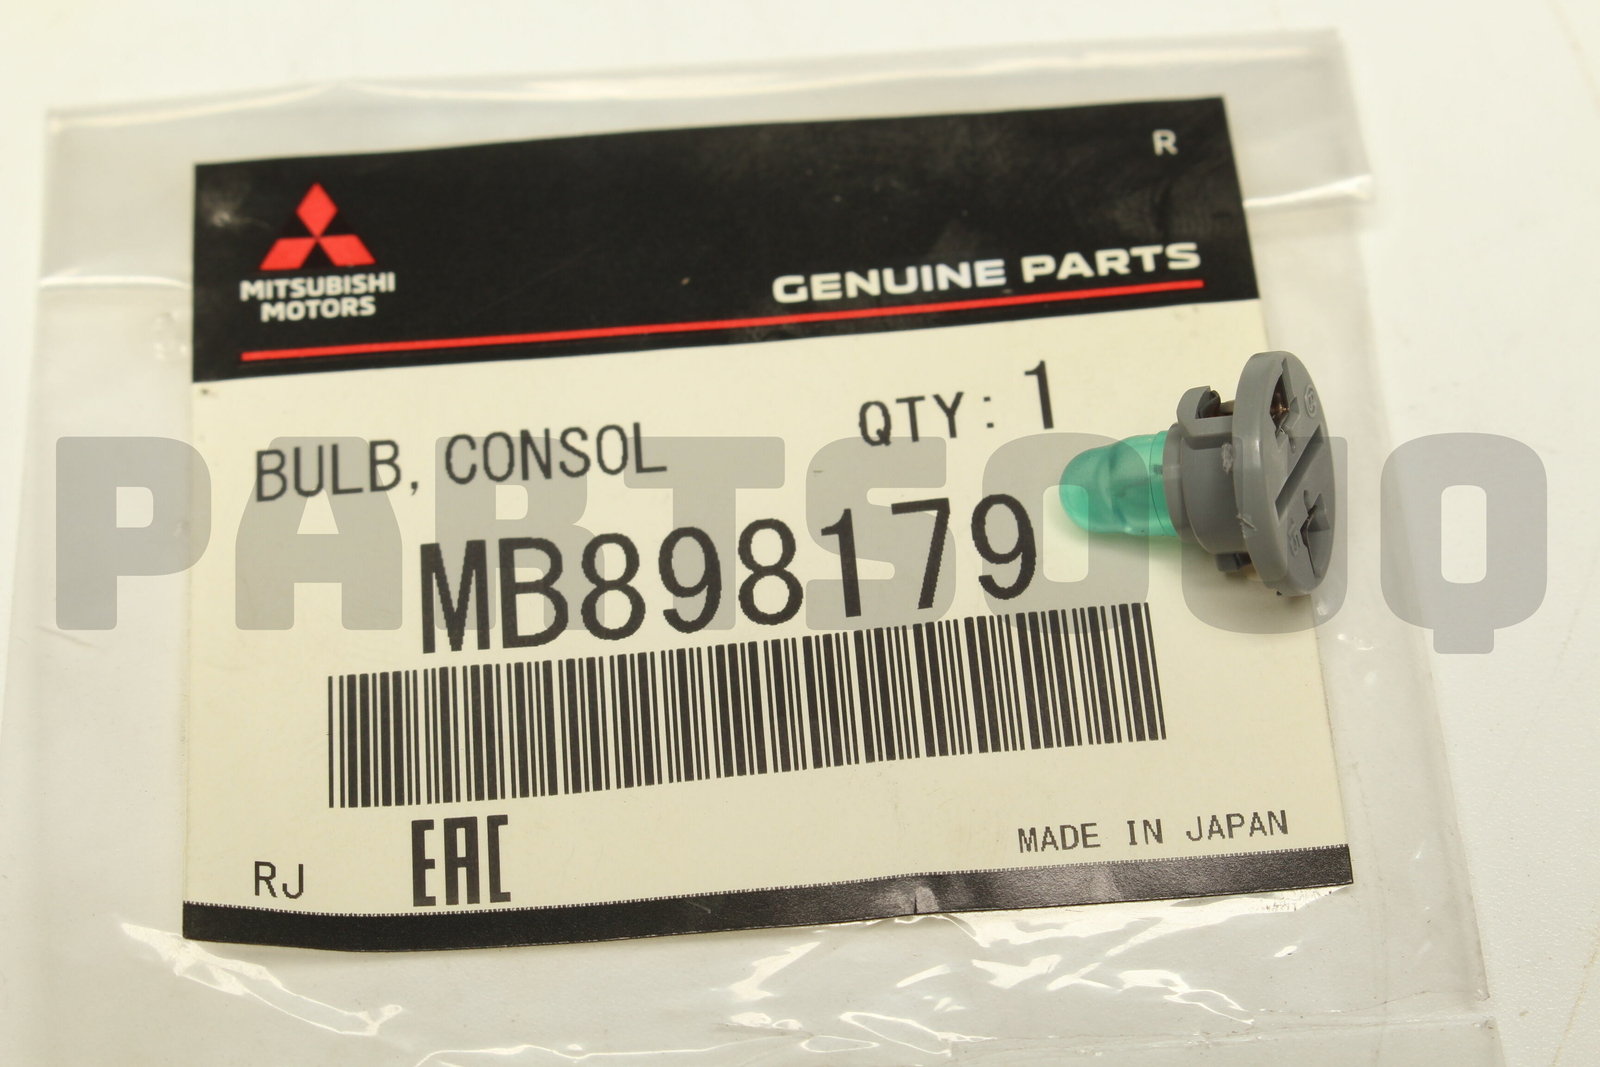 R
MITSUBISHI
MOTORS
GENUINE PARTS
BULB, CONSOL
QTY: 1
MB898179
PARTSOUQ
EAC
RJ
MADE IN JAPAN